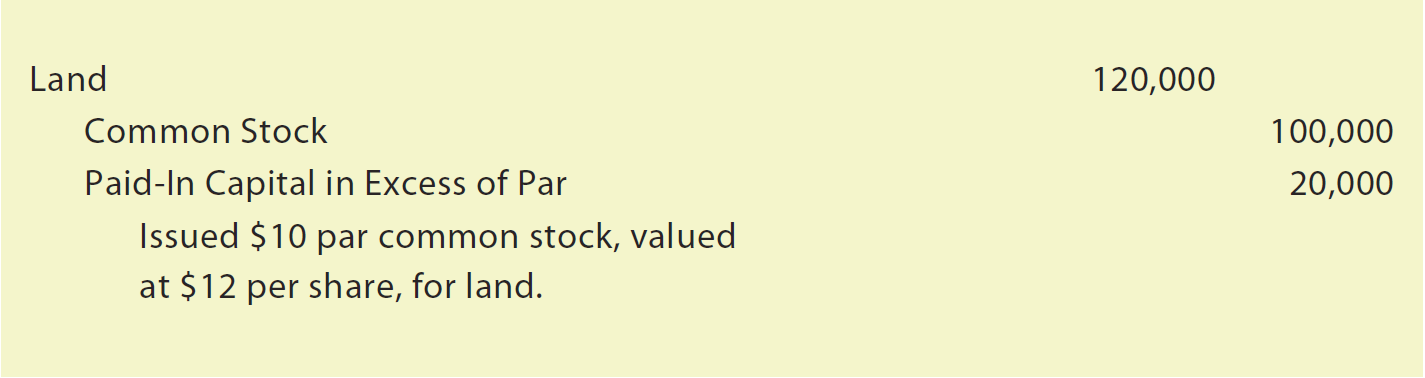 Land 120,000
Common Stock 100,000
Paid-In Capital in Excess of Par 20,000
Issued $10 par common stock, valued
at $12 per share, for land.